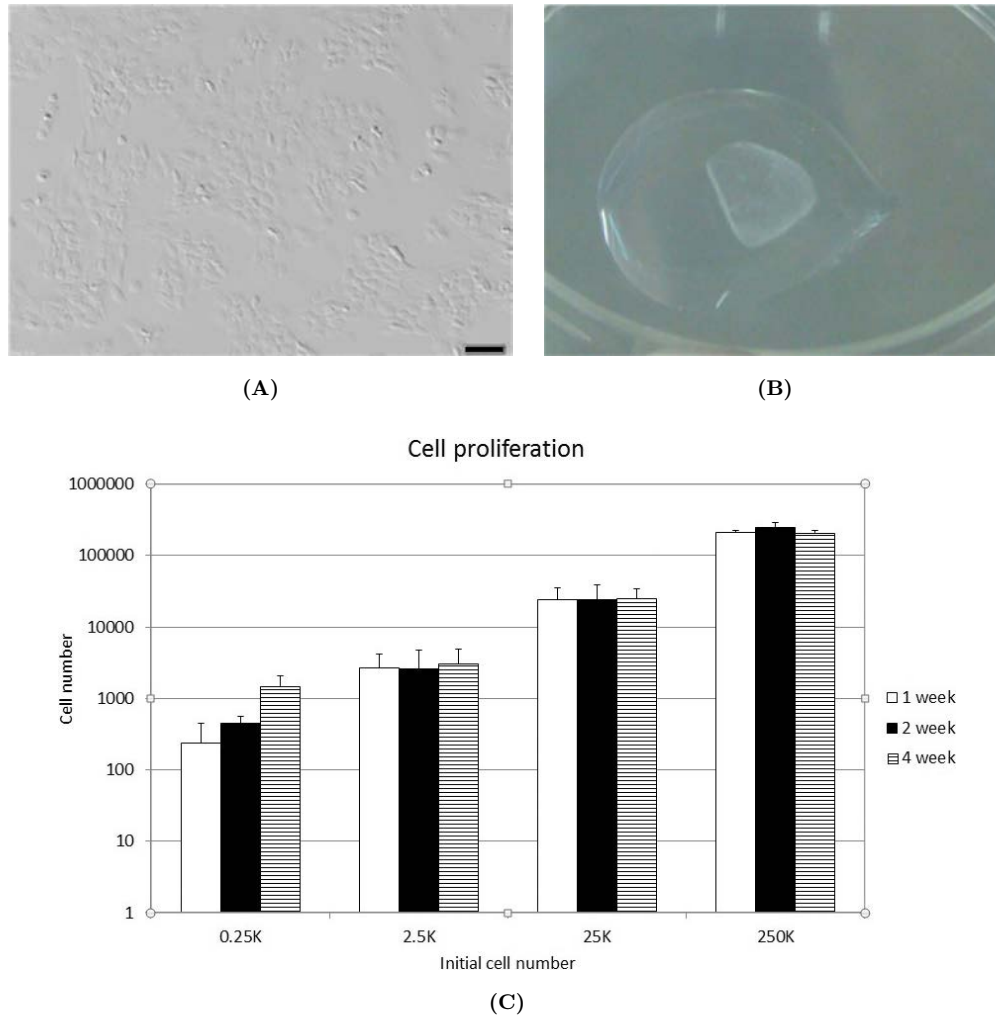 (A)
(B)
Cell proliferation
1000000
100000
10000
1000
100
10
1
Cell number
0.25K
2.5K
25K
250K
Initial cell number
1 week
2 week
4 week
(C)